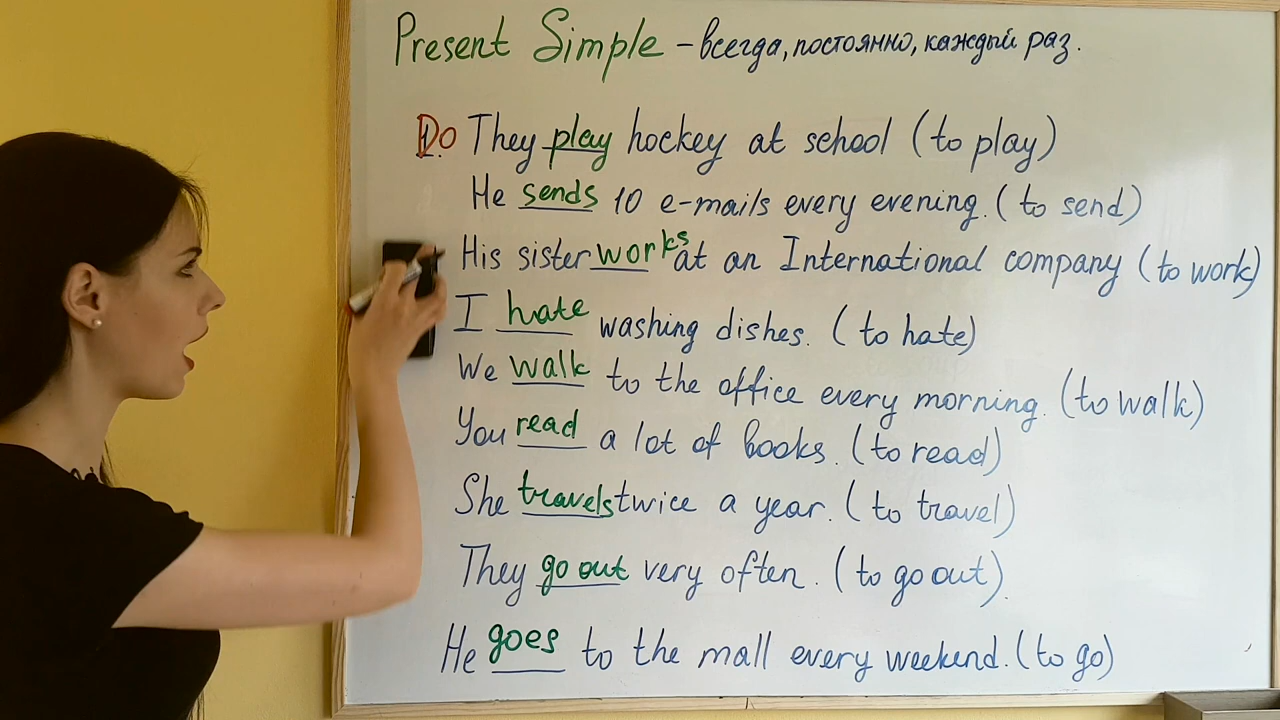 Present Simple - всегда, постоянно, каждый раз.
Do They play hockey at school (to play)
He sends 10 e-mails every evening. (to send)
His sister works at an International company (to work)
I hate washing dishes. (to hate)
We walk to the office every morning. (to walk)
You read a lot of books. (to read)
She travels twice a year. (to travel)
They go out very often. (to go out).
He goes to the mall every weekend. (to go)